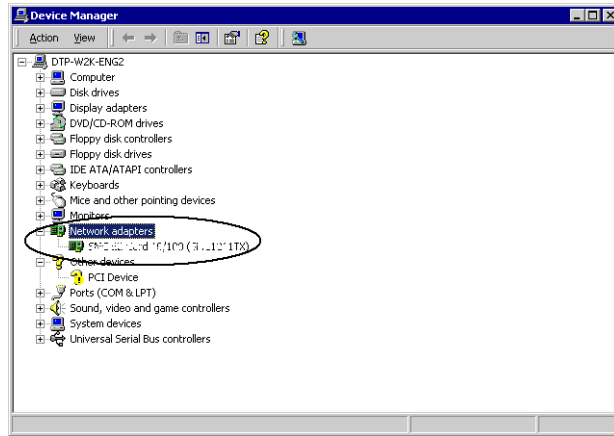 Device Manager
Action View
DTP-W2K-ENG2
Computer
Disk drives
Display adapters
DVD/CD-ROM drives
Floppy disk controllers
Floppy disk drives
IDE ATA/ATAPI controllers
Keyboards
Mice and other pointing devices
Monitors
Network adapters
Other devices
PCI Device
Ports (COM & LPT)
Sound, video and game controllers
System devices
Universal Serial Bus controllers